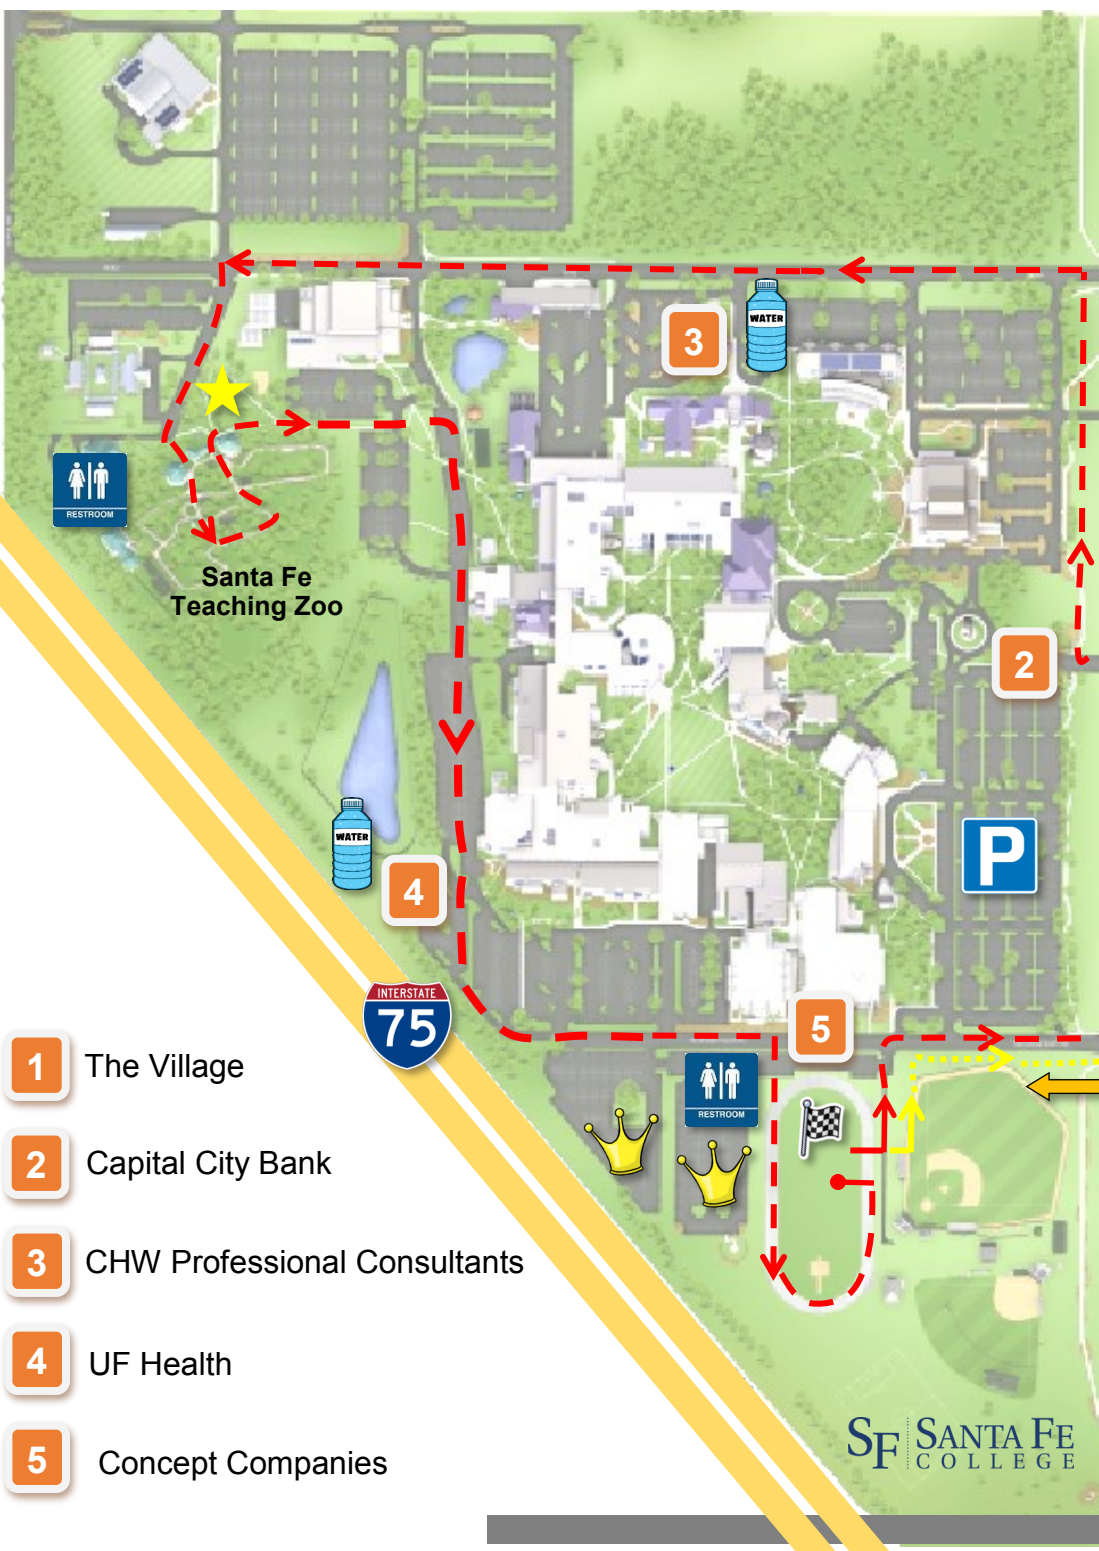 WATER
3
RESTROOM
Santa Fe
Teaching Zoo
2
WATER
4
P
INTERSTATE
75
5
RESTROOM
1 The Village
2 Capital City Bank
3 CHW Professional Consultants
4 UF Health
5 Concept Companies
SF SANTA FE
COLLEGE